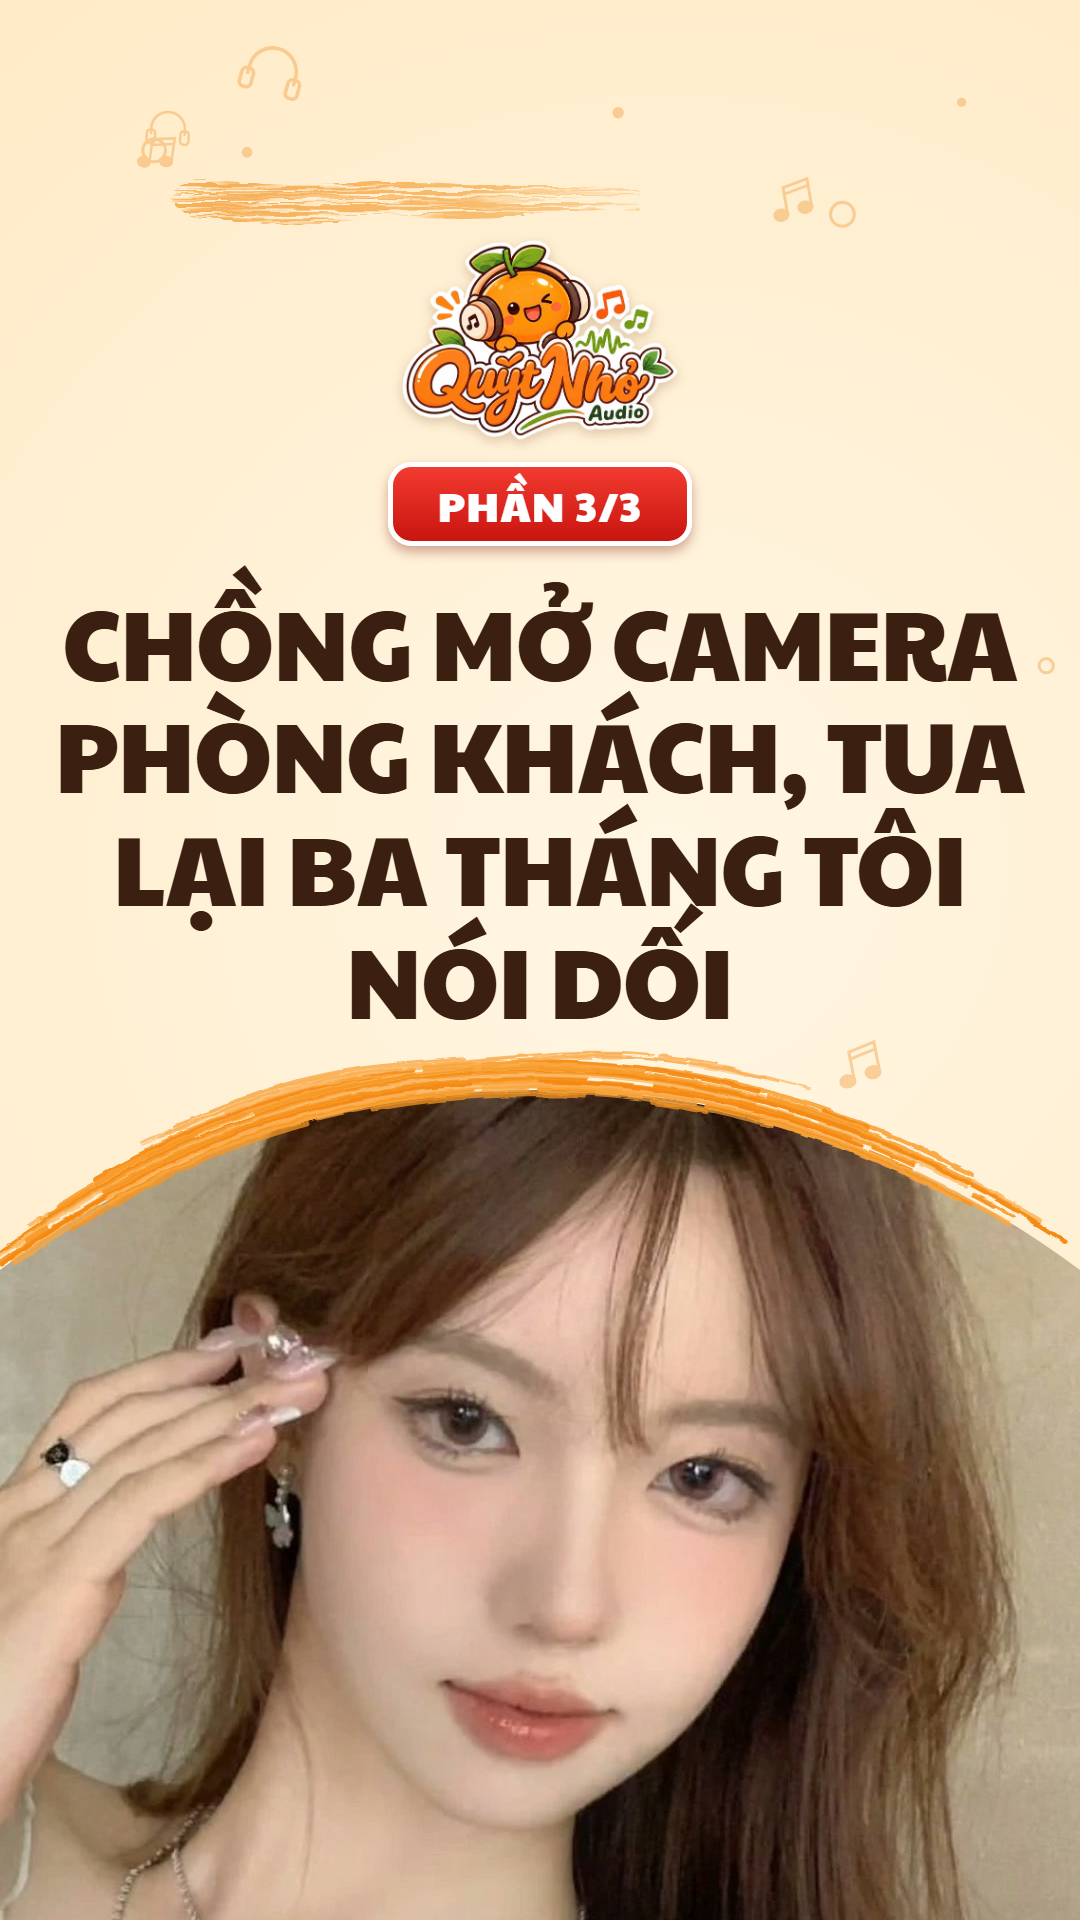 Quýt Nhỏ
Audio
PHẦN 3/3
CHỒNG MỞ CAMERA
PHÒNG KHÁCH, TUA
LẠI BA THÁNG TÔI
NÓI DỐI